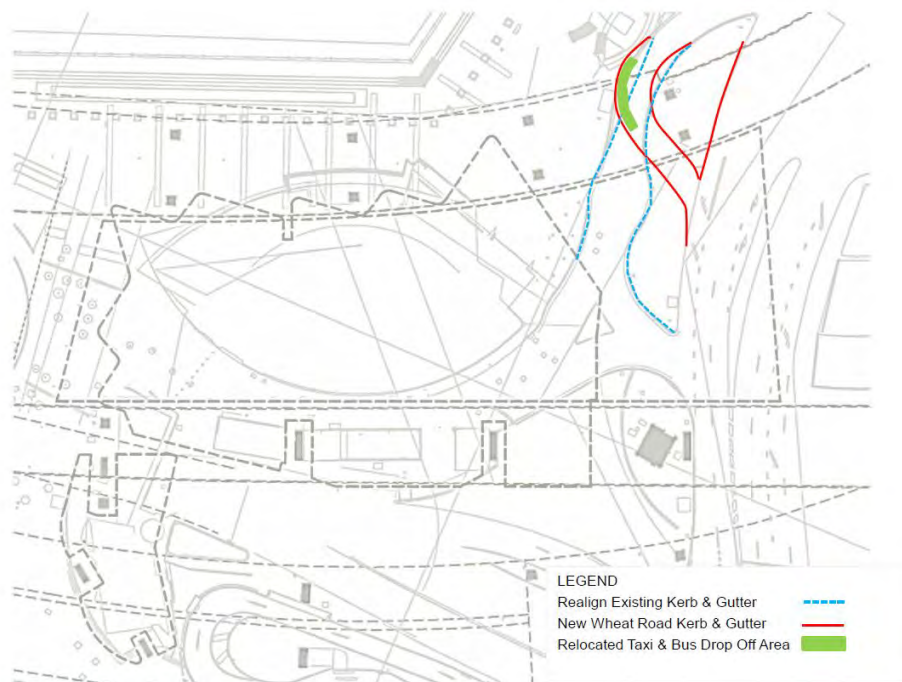 LEGEND
Realign Existing Kerb & Gutter
New Wheat Road Kerb & Gutter
Relocated Taxi & Bus Drop Off Area